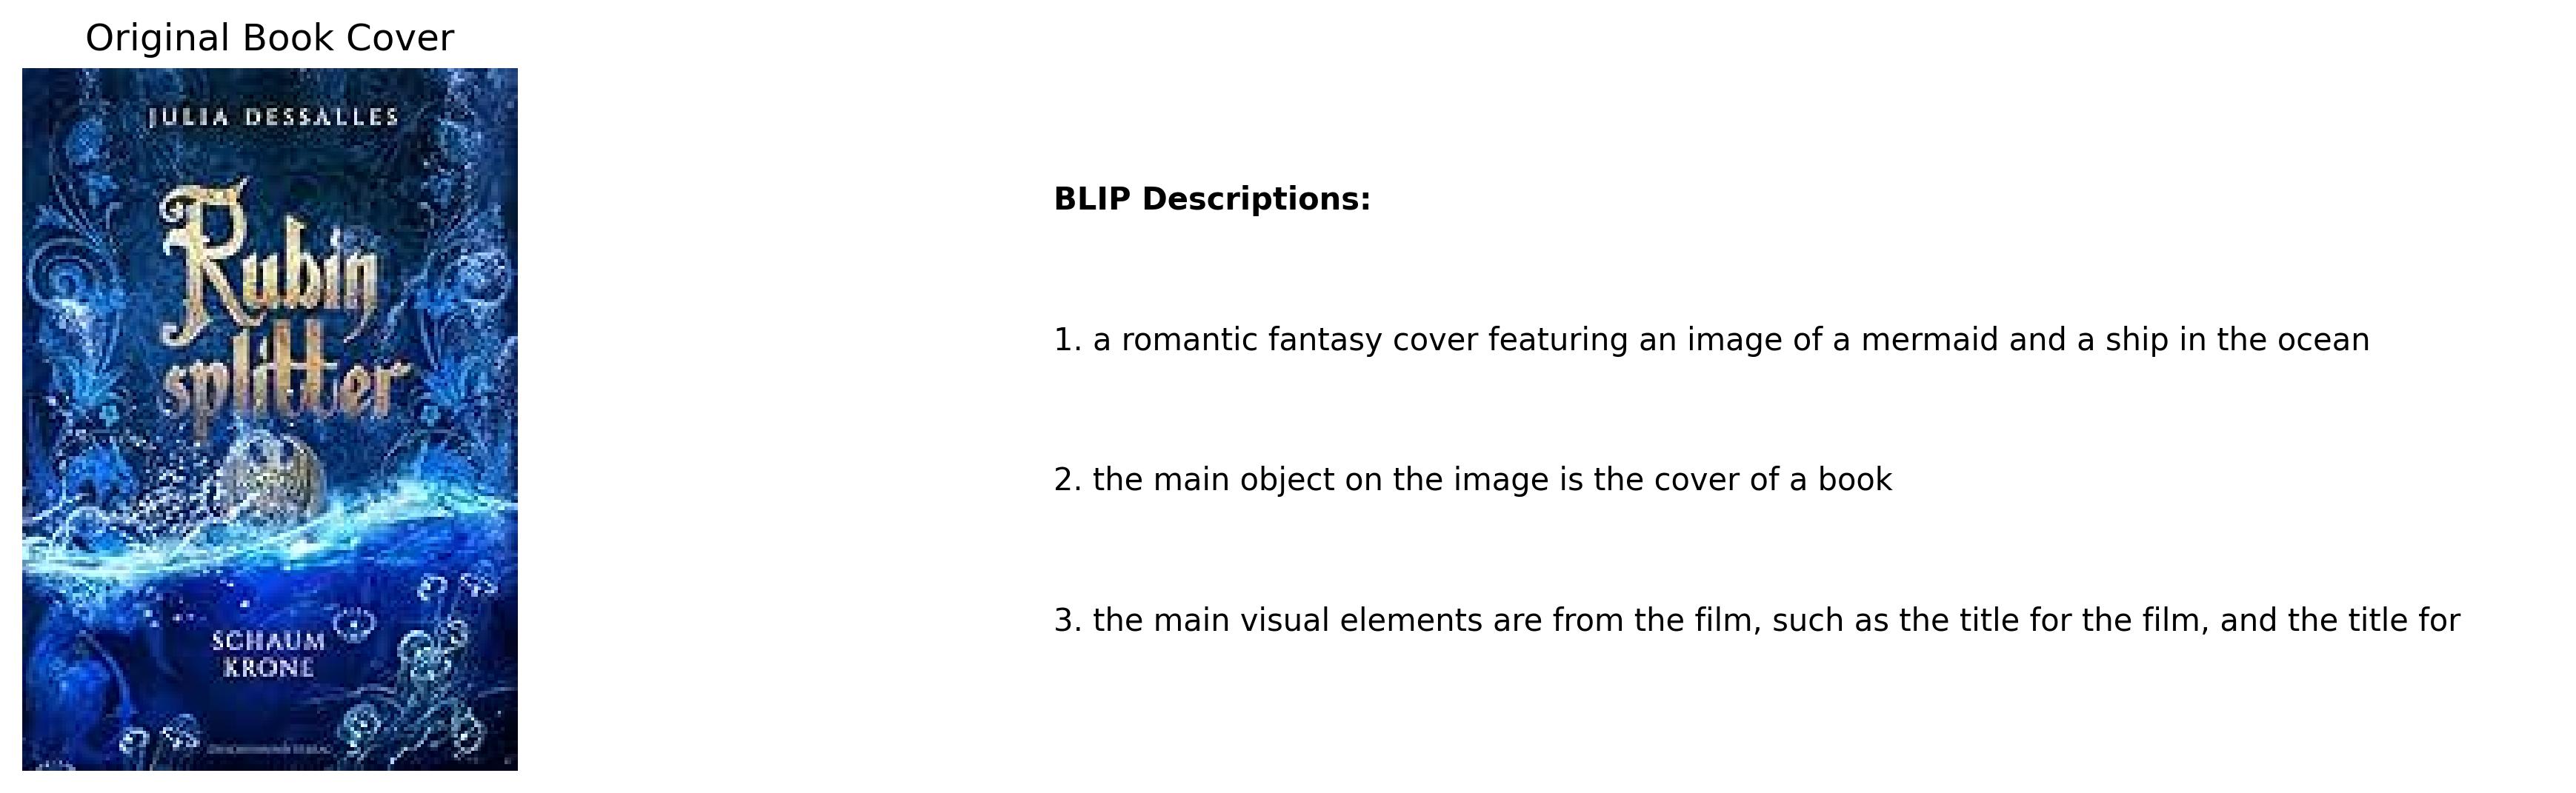 Original Book Cover
JULIA DESSALLES
Rubin
splitter
SCHAUM
KRONE
BLIP Descriptions:
1. a romantic fantasy cover featuring an image of a mermaid and a ship in the ocean
2. the main object on the image is the cover of a book
3. the main visual elements are from the film, such as the title for the film, and the title for